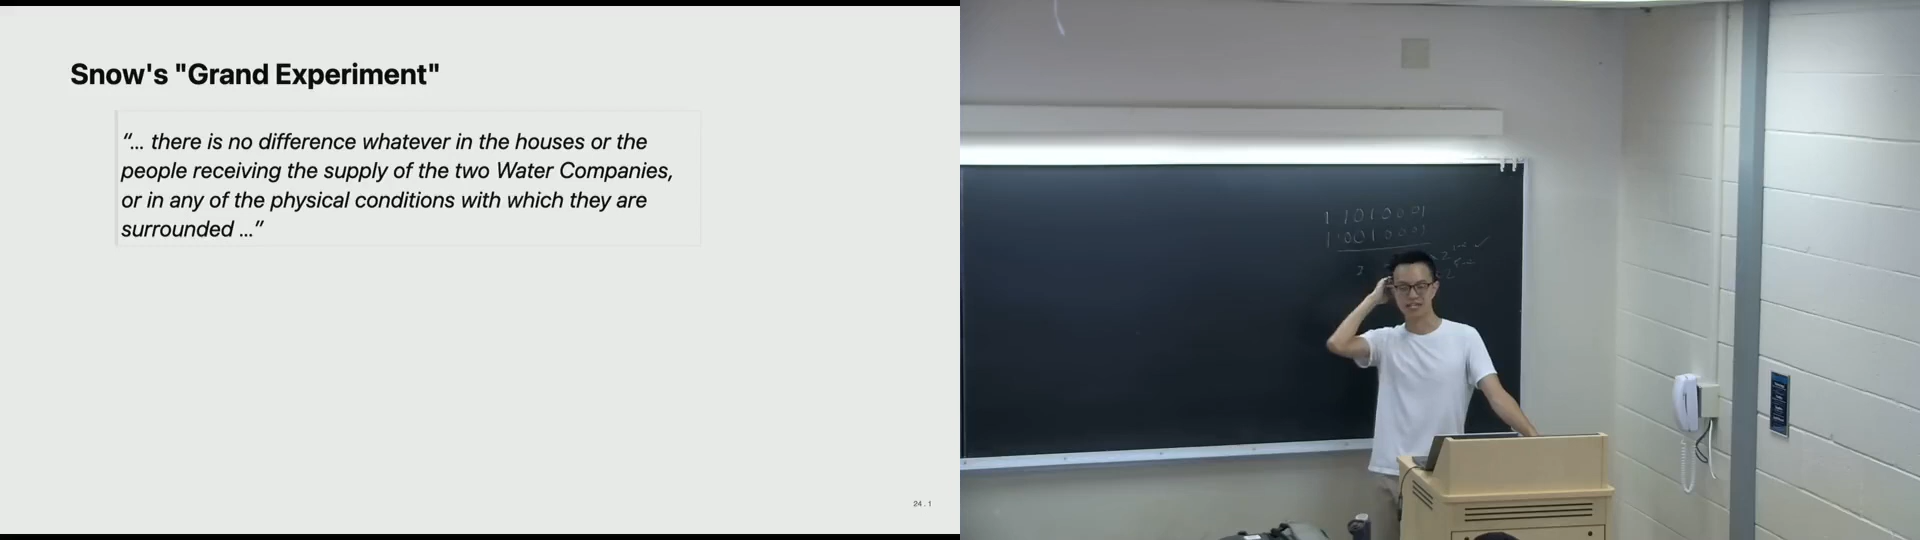 Snow's "Grand Experiment"
“... there is no difference whatever in the houses or the
people receiving the supply of the two Water Companies,
or in any of the physical conditions with which they are
surrounded ...”
24 . 1
11010001